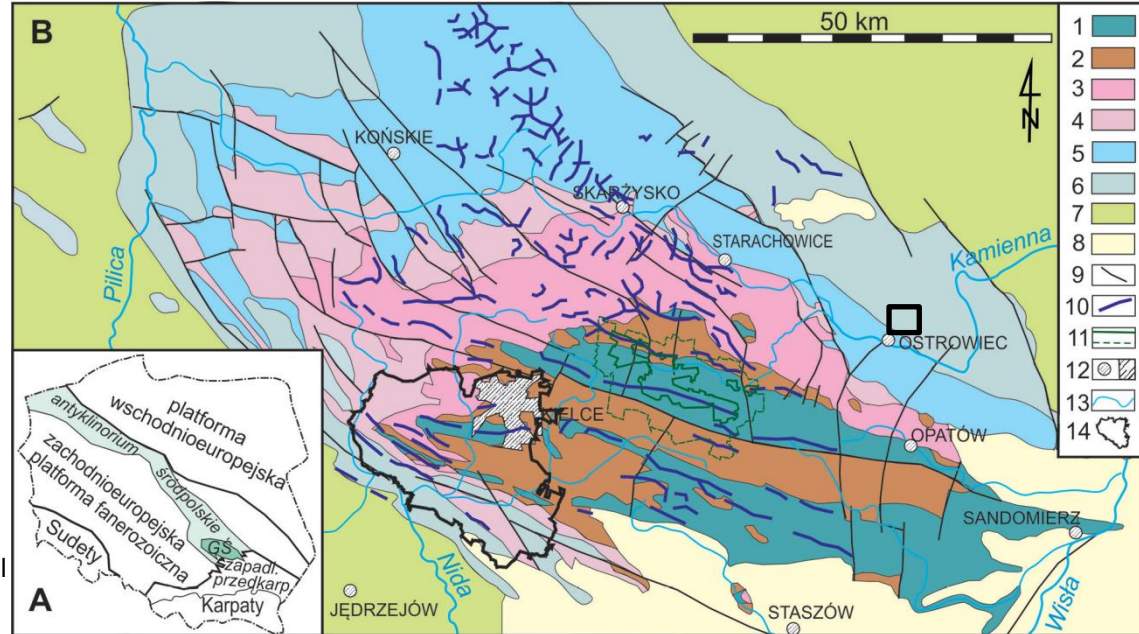 B
50 km
N
KOŃSKIE
SKARŻYSKO
STARACHOWICE
Kamienna
OSTROWIEC
Pilica
KIELCE
OPATÓW
SANDOMIERZ
Nida
JĘDRZEJÓW
STASZÓW
Wisła
1
2
3
4
5
6
7
8
9
10
11
12
13
14
platforma
wschodnioeuropejska
antyklinorium
środpolskie
zachodnioeuropejska
platforma fanerozoiczna
GŚ
zapadl.
przedkarp.
Sudety
Karpaty
A